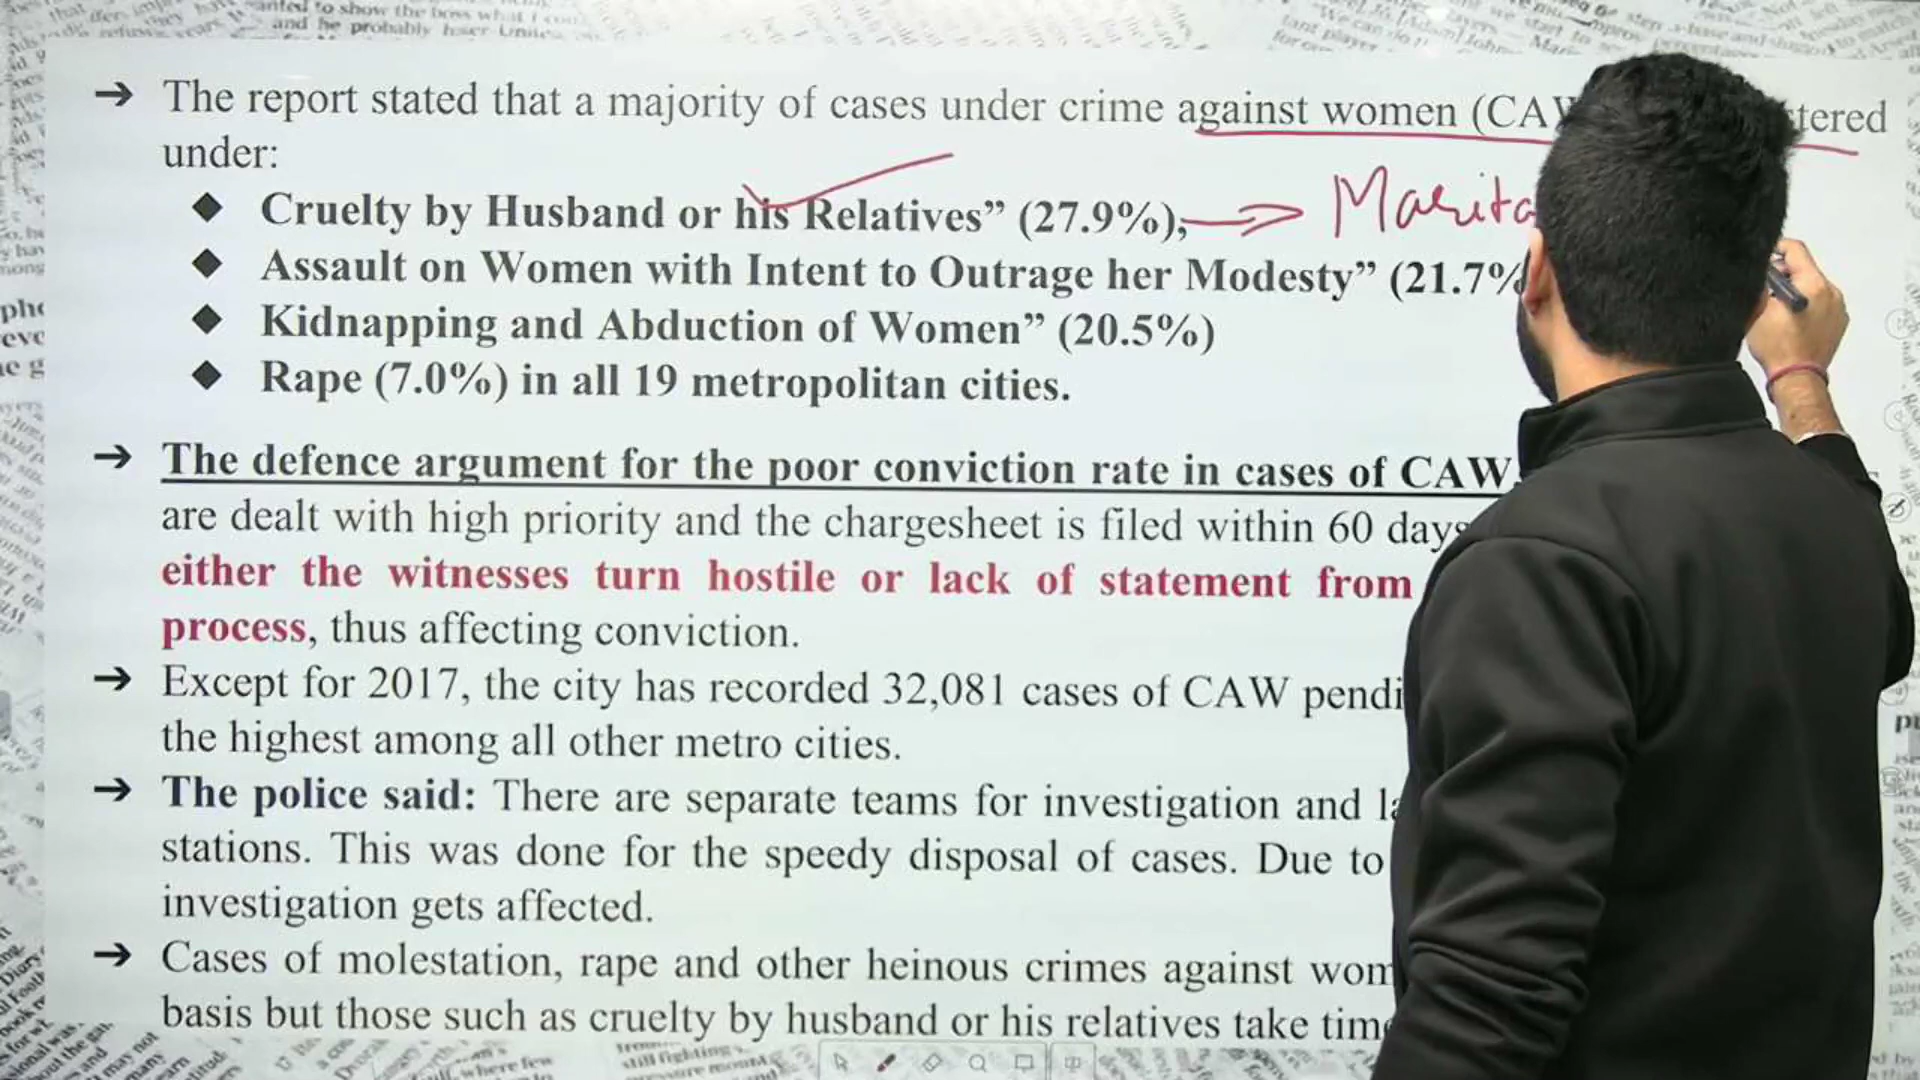 ➔ The report stated that a majority of cases under crime against women (CAW
tered
under:
◆ Cruelty by Husband or his Relatives” (27.9%), Marita
◆ Assault on Women with Intent to Outrage her Modesty” (21.7%
◆ Kidnapping and Abduction of Women” (20.5%)
◆ Rape (7.0%) in all 19 metropolitan cities.
➔ The defence argument for the poor conviction rate in cases of CAW
are dealt with high priority and the chargesheet is filed within 60 days
either the witnesses turn hostile or lack of statement from
process, thus affecting conviction.
➔ Except for 2017, the city has recorded 32,081 cases of CAW pendi
the highest among all other metro cities.
➔ The police said: There are separate teams for investigation and la
stations. This was done for the speedy disposal of cases. Due to
investigation gets affected.
➔ Cases of molestation, rape and other heinous crimes against wom
basis but those such as cruelty by husband or his relatives take time